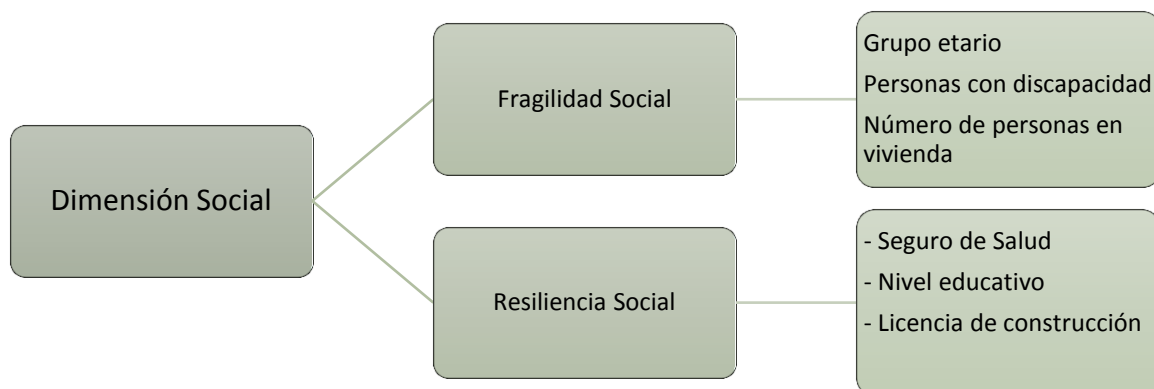 Dimensión Social
Fragilidad Social
Grupo etario
Personas con discapacidad
Número de personas en
vivienda
Resiliencia Social
- Seguro de Salud
- Nivel educativo
- Licencia de construcción